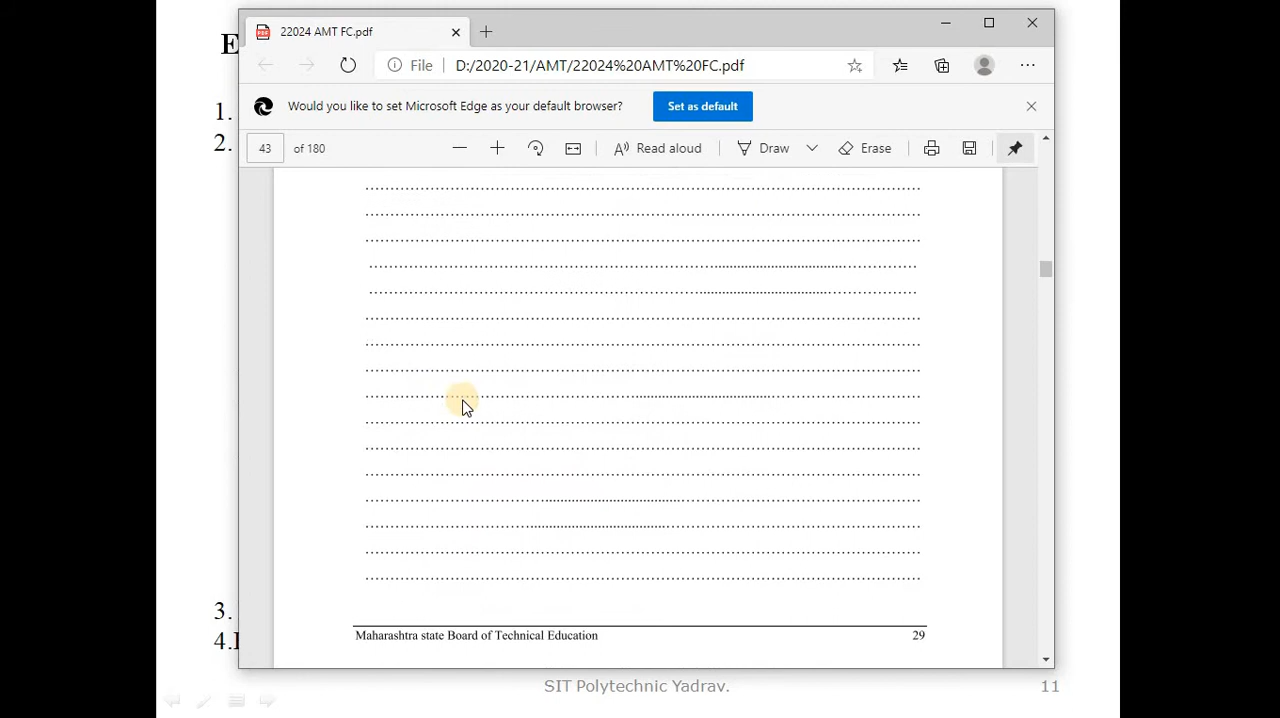 E
22024 AMT FC.pdf
File D:/2020-21/AMT/22024%20AMT%20FC.pdf
1.
Would you like to set Microsoft Edge as your default browser? Set as default
2.
43 of 180 Read aloud Draw Erase
3.
4.
Maharashtra state Board of Technical Education 29
SIT Polytechnic Yadrav. 11